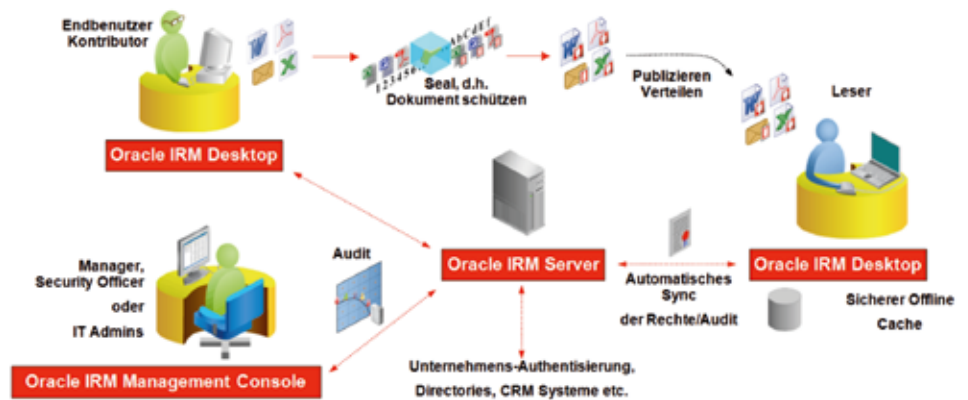 Endbenutzer
Kontributor
Seal, d.h.
Dokument schützen
Publizieren
Verteilen
Leser
Oracle IRM Desktop
Manager,
Security Officer
oder
IT Admins
Audit
Oracle IRM Server
Automatisches
Sync
der Rechte/Audit
Oracle IRM Desktop
Sicherer Offline
Cache
Oracle IRM Management Console
Unternehmens-Authentisierung,
Directories, CRM Systeme etc.